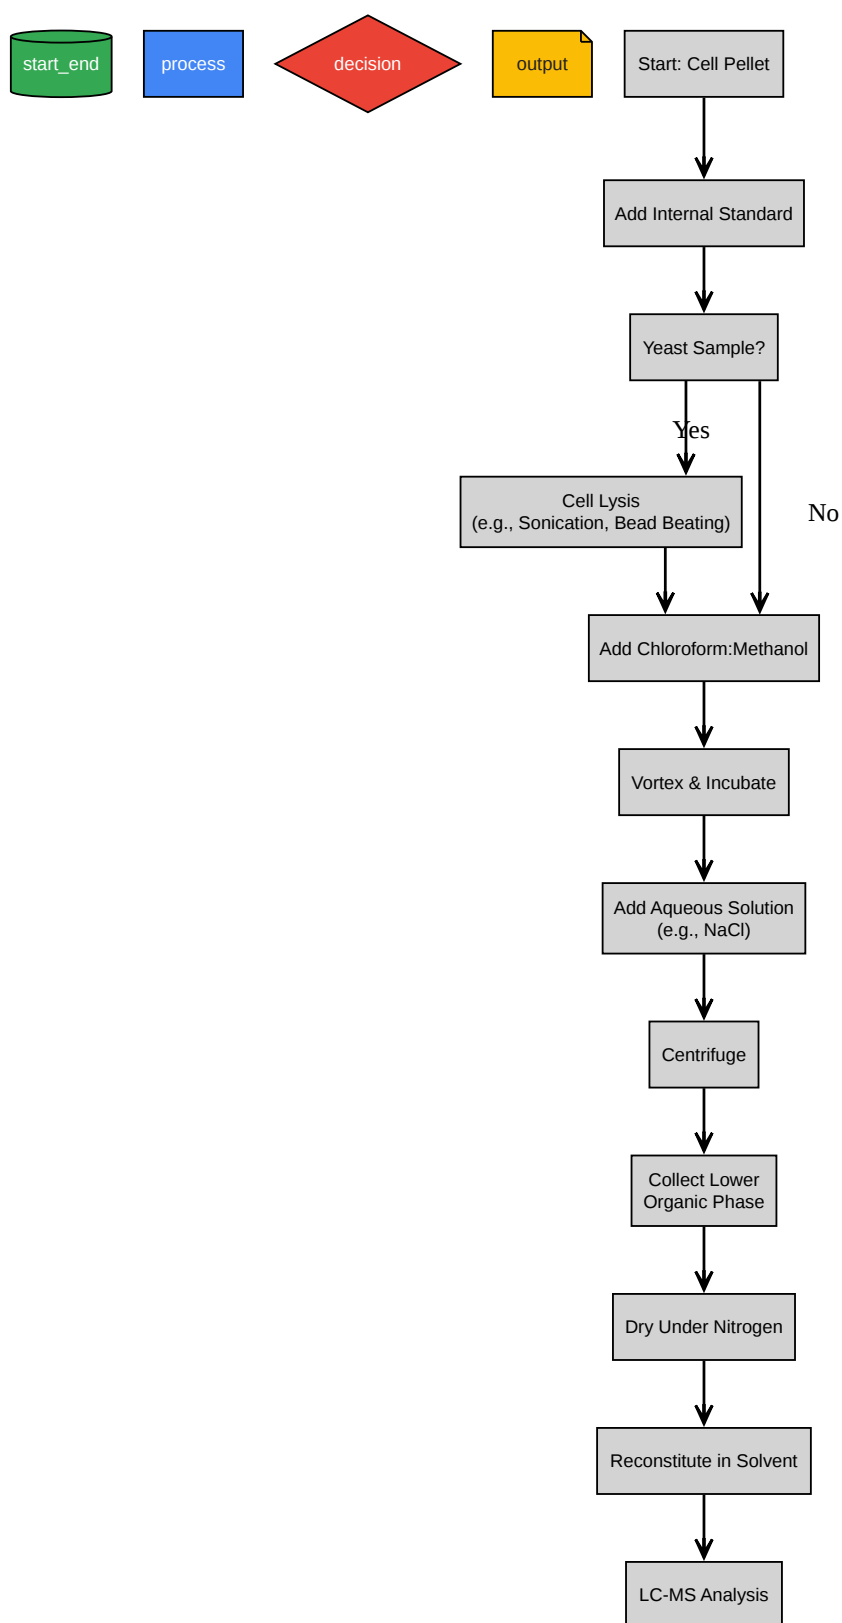 start_end
process
decision
output
Start: Cell Pellet
Add Internal Standard
Yeast Sample?
Yes
Cell Lysis
(e.g., Sonication, Bead Beating)
No
Add Chloroform:Methanol
Vortex & Incubate
Add Aqueous Solution
(e.g., NaCl)
Centrifuge
Collect Lower
Organic Phase
Dry Under Nitrogen
Reconstitute in Solvent
LC-MS Analysis